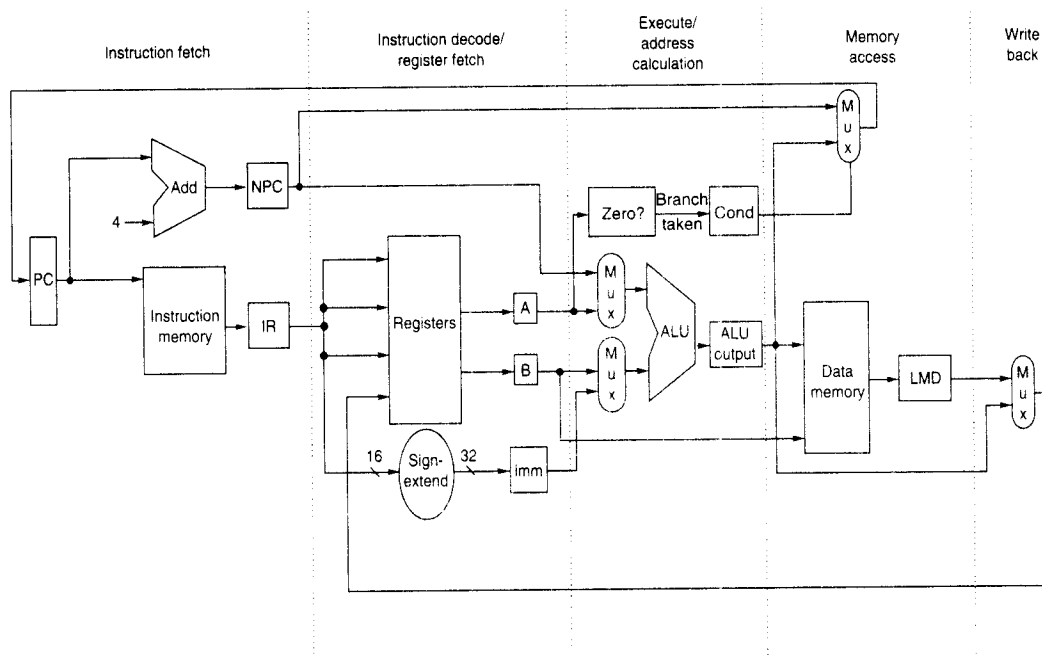 Instruction fetch
Instruction decode/
register fetch
Execute/
address
calculation
Memory
access
Write
back
M
u
x
Add
NPC
4
Zero?
Branch
taken
Cond
PC
Instruction
memory
IR
Registers
A
B
M
u
x
M
u
x
ALU
ALU
output
Data
memory
LMD
M
u
x
16
Sign-
extend
32
Imm